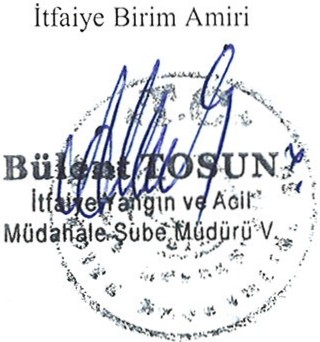 İtfaiye Birim Amiri
Bülent TOSUN
İtfaiye Yangın ve Acil
Müdahale Şube Müdürü V.